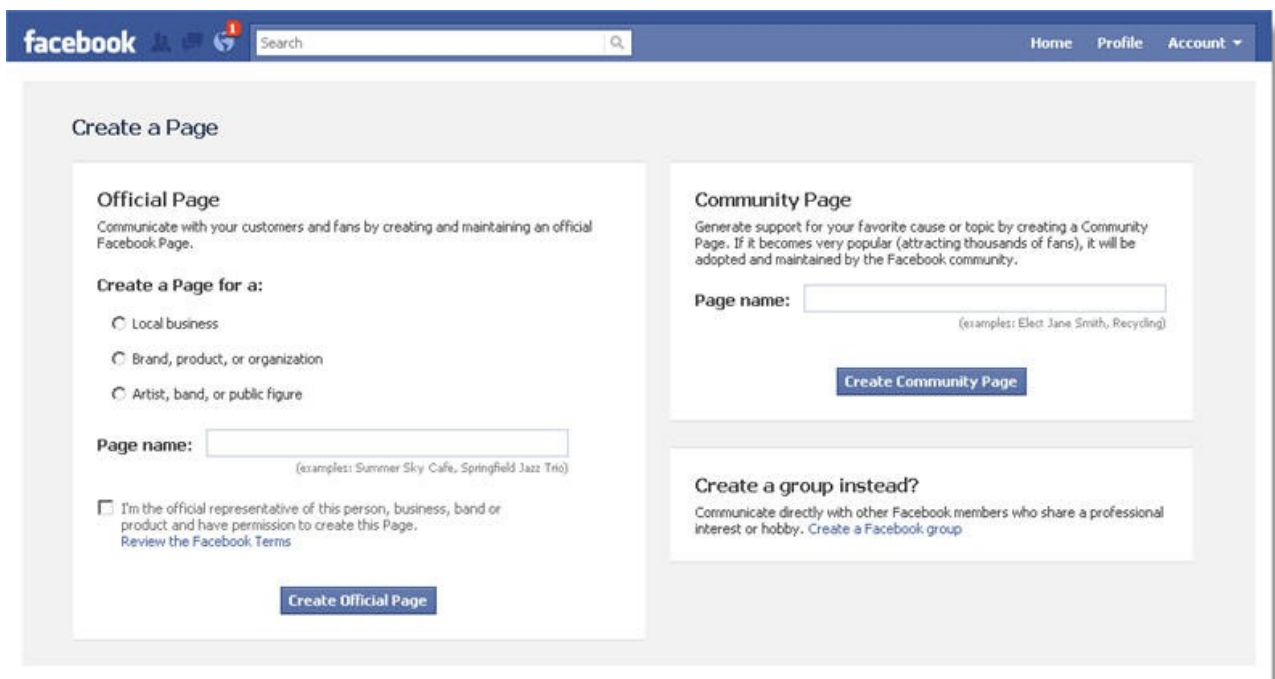 facebook
1
Search
Home Profile Account
Create a Page
Official Page
Communicate with your customers and fans by creating and maintaining an official
Facebook Page.
Create a Page for a:
Local business
Brand, product, or organization
Artist, band, or public figure
Page name:
(examples: Summer Sky Cafe, Springfield Jazz Trio)
I'm the official representative of this person, business, band or
product and have permission to create this Page.
Review the Facebook Terms
Create Official Page
Community Page
Generate support for your favorite cause or topic by creating a Community
Page. If it becomes very popular (attracting thousands of fans), it will be
adopted and maintained by the Facebook community.
Page name:
(examples: Elect Jane Smith, Recycling)
Create Community Page
Create a group instead?
Communicate directly with other Facebook members who share a professional
interest or hobby. Create a Facebook group